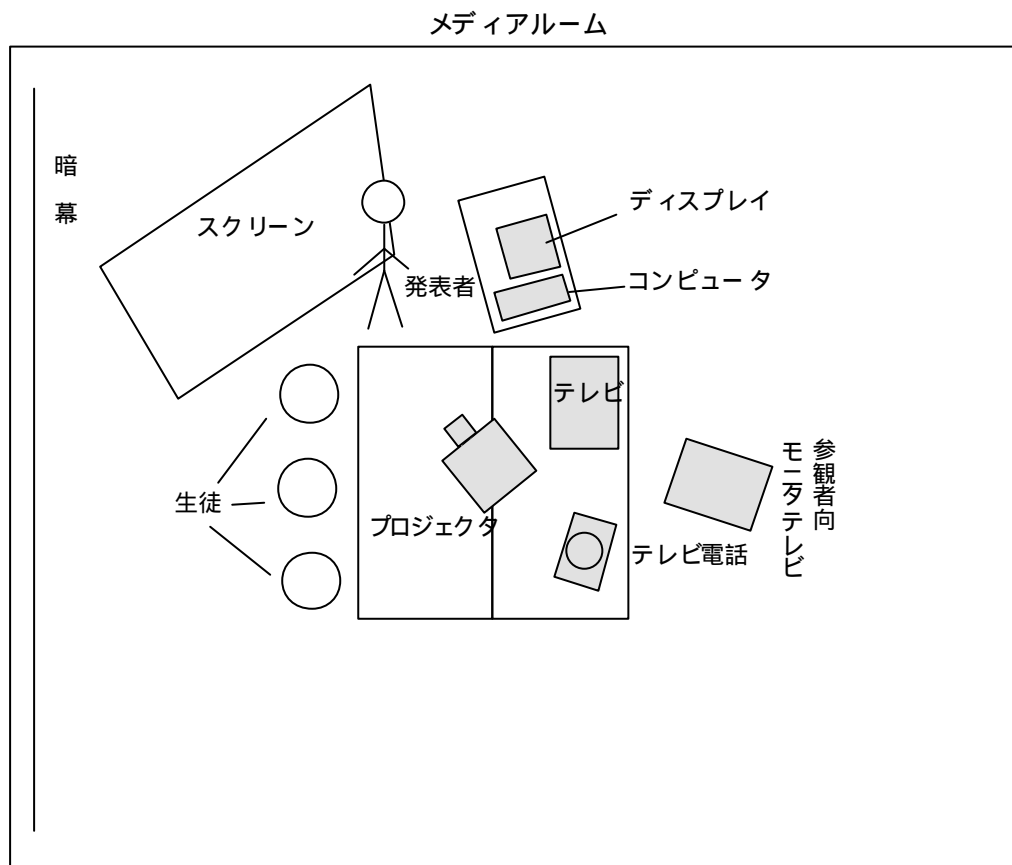 メディアルーム
暗幕
スクリーン
ディスプレイ
コンピュータ
発表者
テレビ
生徒
プロジェクタ
テレビ電話
参観者向
モニタテレビ